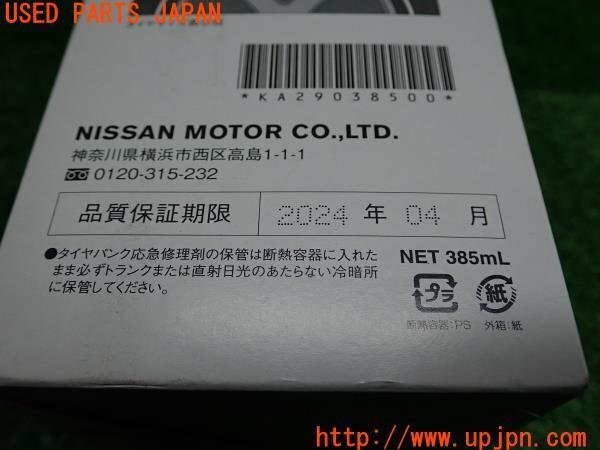 USED PARTS JAPAN
*KA29038500*
NISSAN MOTOR CO.,LTD.
神奈川県横浜市西区高島1-1-1
0120-315-232
品質保証期限 2024 年 04 月
●タイヤパンク応急修理剤の保管は断熱容器に入れた
まま必ずトランクまたは直射日光のあたらない冷暗所
に保管してください。
NET 385mL
プラ
紙
断熱容器:PS 外箱:紙
UPJ
http://www.upjpn.com/